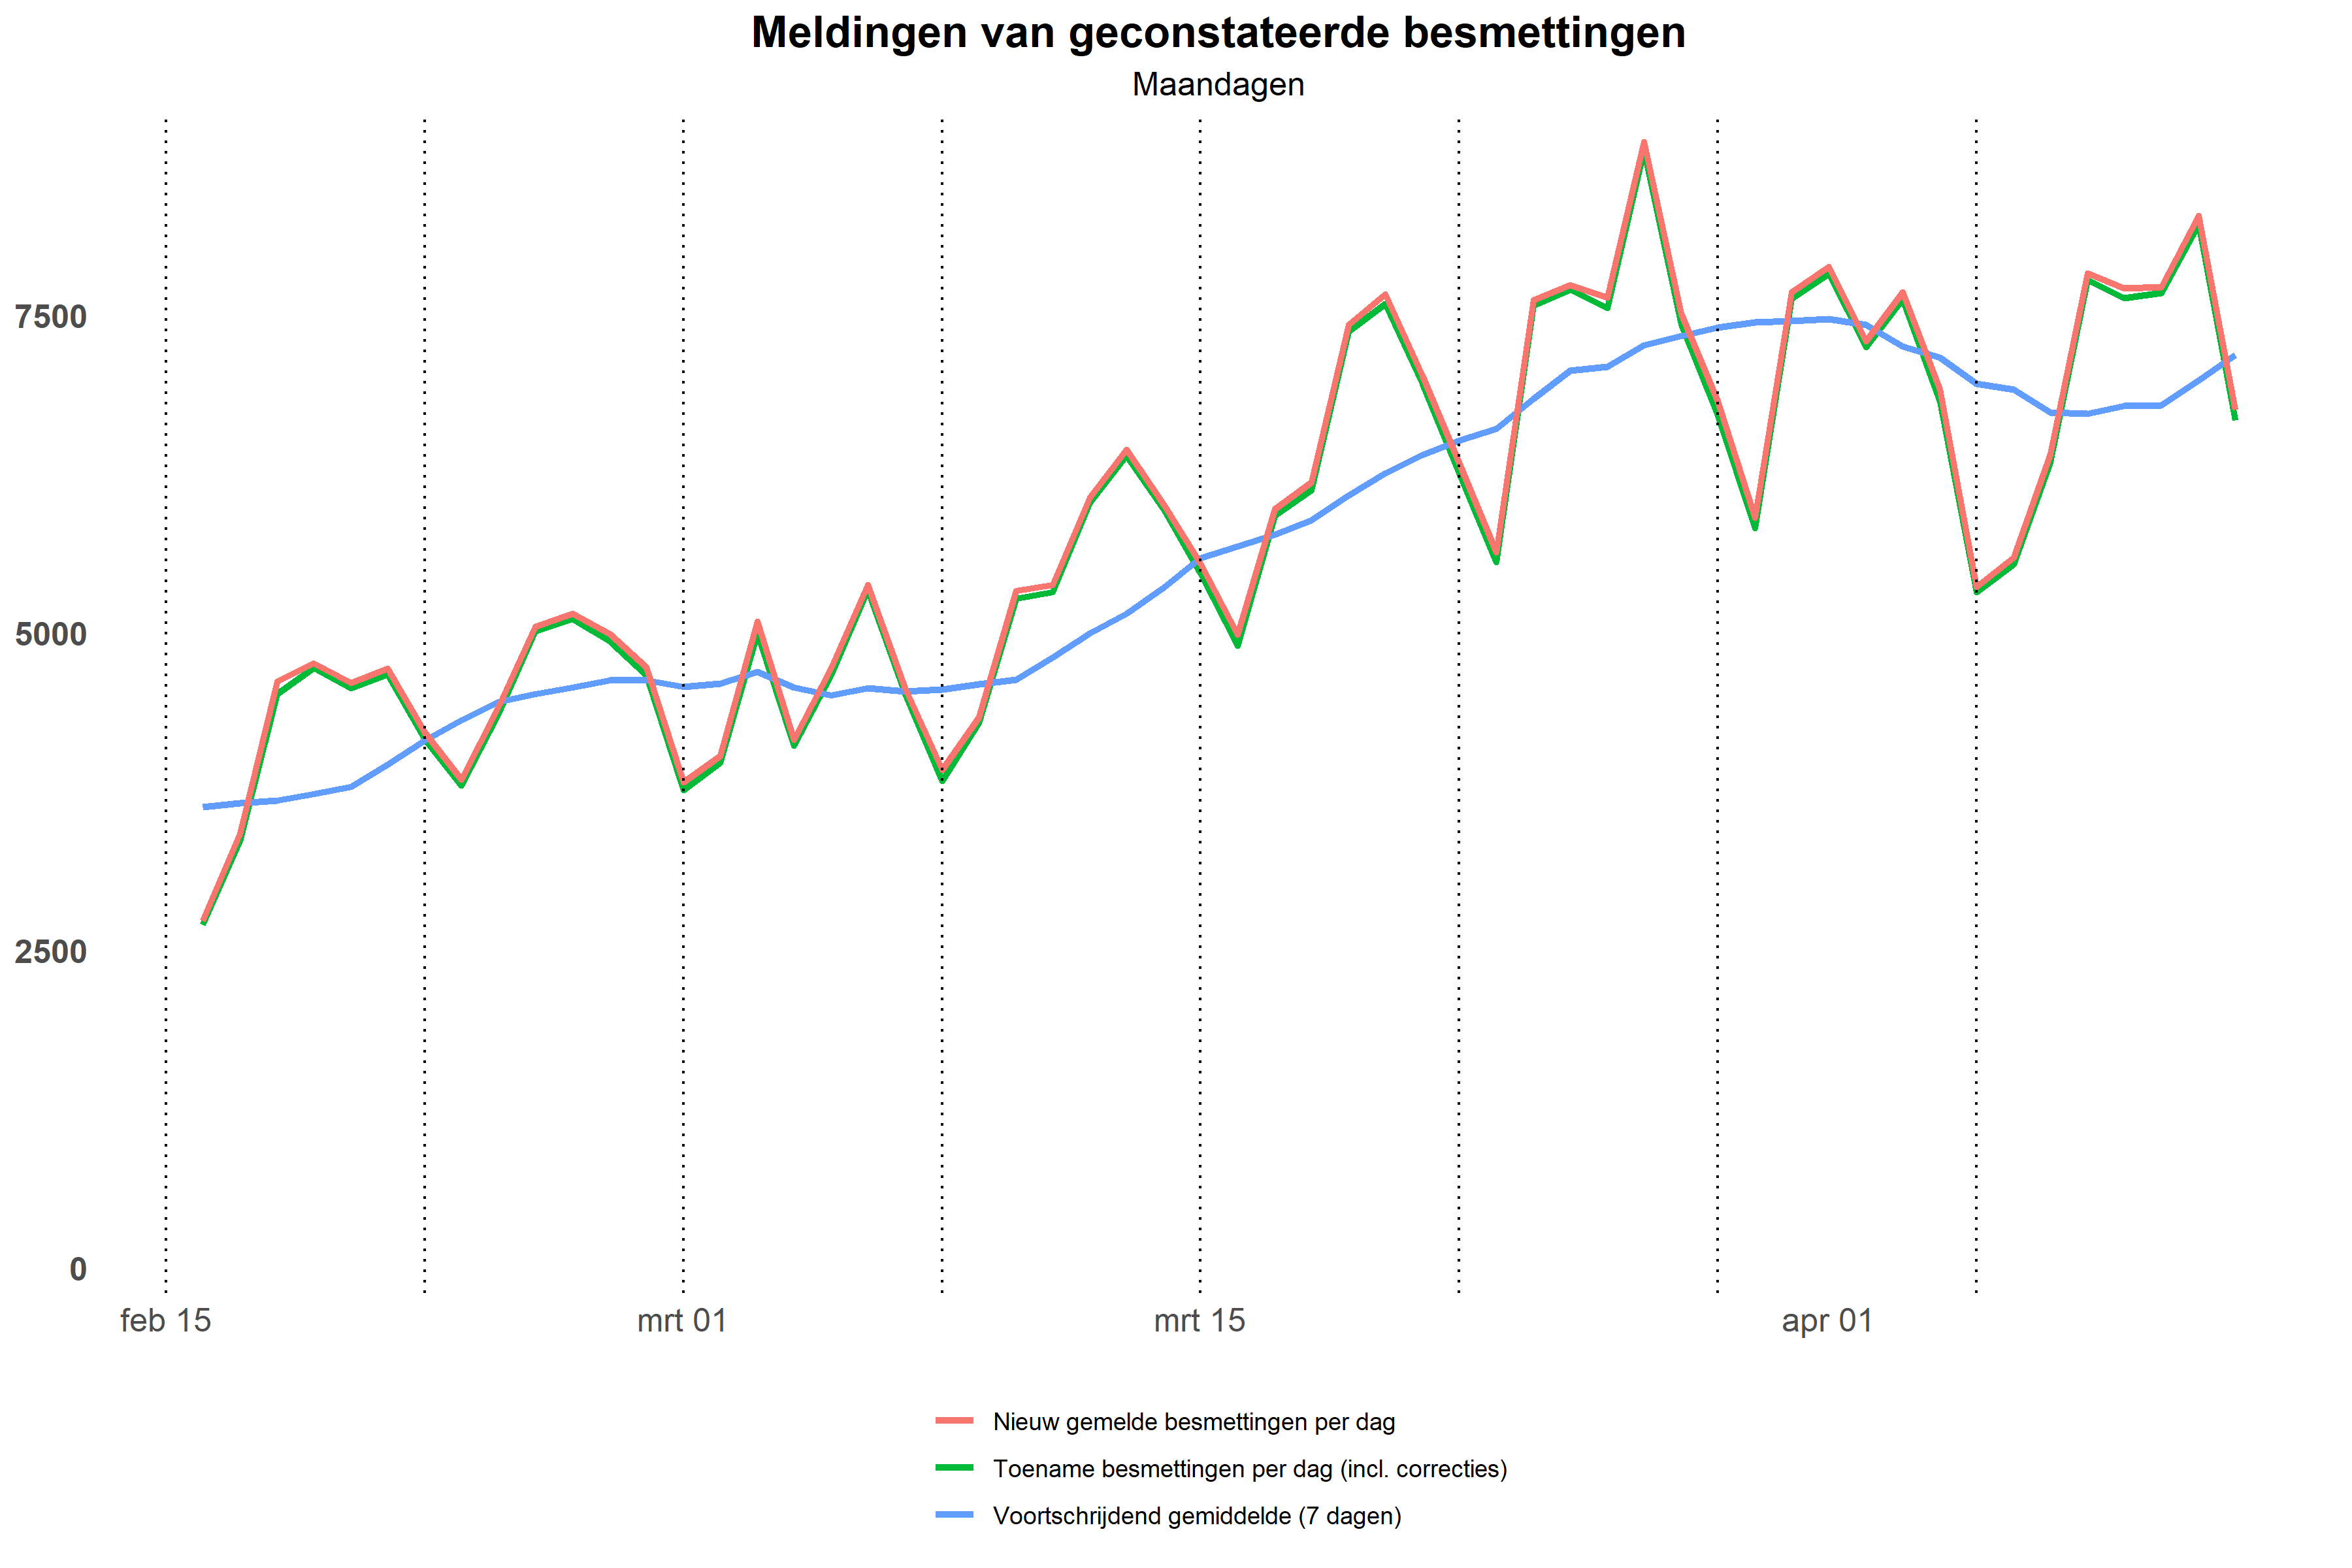 Meldingen van geconstateerde besmettingen
Maandagen
7500
5000
2500
0
feb 15
mrt 01
mrt 15
apr 01
Nieuw gemelde besmettingen per dag
Toename besmettingen per dag (incl. correcties)
Voortschrijdend gemiddelde (7 dagen)